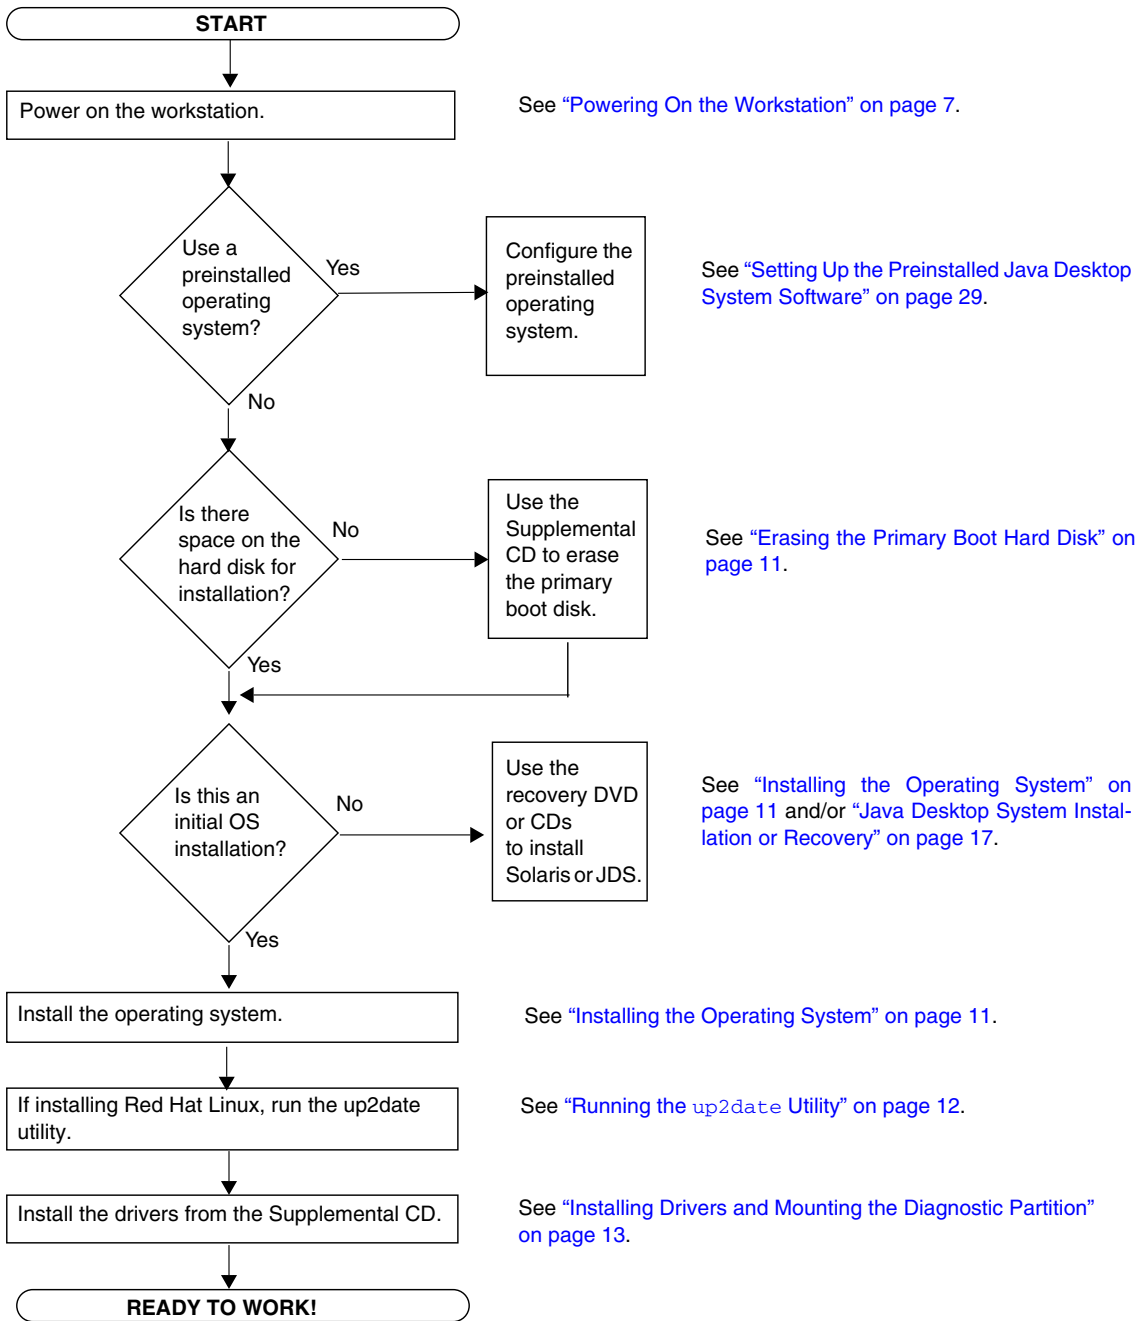 START
Power on the workstation.
See “Powering On the Workstation” on page 7.
Use a
preinstalled
operating
system?
Yes
Configure the
preinstalled
operating
system.
See “Setting Up the Preinstalled Java Desktop
System Software” on page 29.
No
Is there
space on the
hard disk for
installation?
No
Use the
Supplemental
CD to erase
the primary
boot disk.
See “Erasing the Primary Boot Hard Disk” on
page 11.
Yes
Is this an
initial OS
installation?
No
Use the
recovery DVD
or CDs
to install
Solaris or JDS.
See “Installing the Operating System” on
page 11 and/or “Java Desktop System Instal-
lation or Recovery” on page 17.
Yes
Install the operating system.
See “Installing the Operating System” on page 11.
If installing Red Hat Linux, run the up2date
utility.
See “Running the up2date Utility” on page 12.
Install the drivers from the Supplemental CD.
See “Installing Drivers and Mounting the Diagnostic Partition”
on page 13.
READY TO WORK!